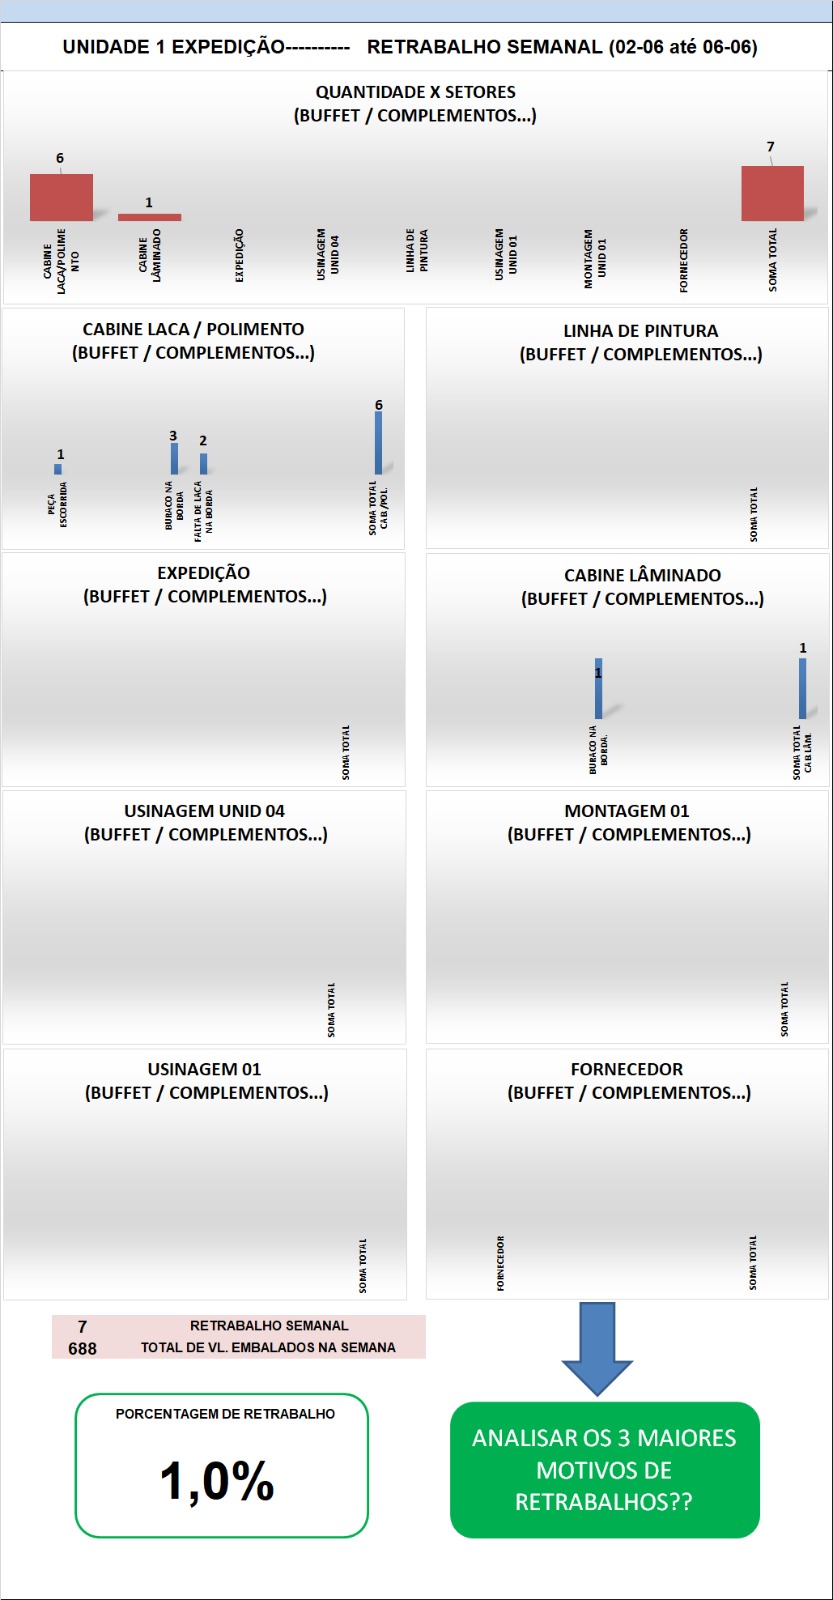 UNIDADE 1 EXPEDIÇÃO---------- RETRABALHO SEMANAL (02-06 até 06-06)
QUANTIDADE X SETORES
(BUFFET / COMPLEMENTOS...)
6
1
7
CABINE
LACA/POLIME
NTO
CABINE
LÂMINADO
EXPEDIÇÃO
USINAGEM
UNID 04
LINHA DE
PINTURA
USINAGEM
UNID 01
MONTAGEM
UNID 01
FORNECEDOR
SOMA TOTAL
CABINE LACA / POLIMENTO
(BUFFET / COMPLEMENTOS...)
1
3
2
6
PEÇA
ESCORRIDA
BURACO NA
BORDA
FALTA DE LACA
NA BORDA
SOMA TOTAL
CAB./POL.
LINHA DE PINTURA
(BUFFET / COMPLEMENTOS...)
SOMA TOTAL
EXPEDIÇÃO
(BUFFET / COMPLEMENTOS...)
SOMA TOTAL
CABINE LÂMINADO
(BUFFET / COMPLEMENTOS...)
1
1
BURACO NA
BORDA.
SOMA TOTAL
CAB LÂM.
USINAGEM UNID 04
(BUFFET / COMPLEMENTOS...)
SOMA TOTAL
MONTAGEM 01
(BUFFET / COMPLEMENTOS...)
SOMA TOTAL
USINAGEM 01
(BUFFET / COMPLEMENTOS...)
SOMA TOTAL
FORNECEDOR
(BUFFET / COMPLEMENTOS...)
FORNECEDOR
SOMA TOTAL
7 RETRABALHO SEMANAL
688 TOTAL DE VL. EMBALADOS NA SEMANA
PORCENTAGEM DE RETRABALHO
1,0%
ANALISAR OS 3 MAIORES
MOTIVOS DE
RETRABALHOS??